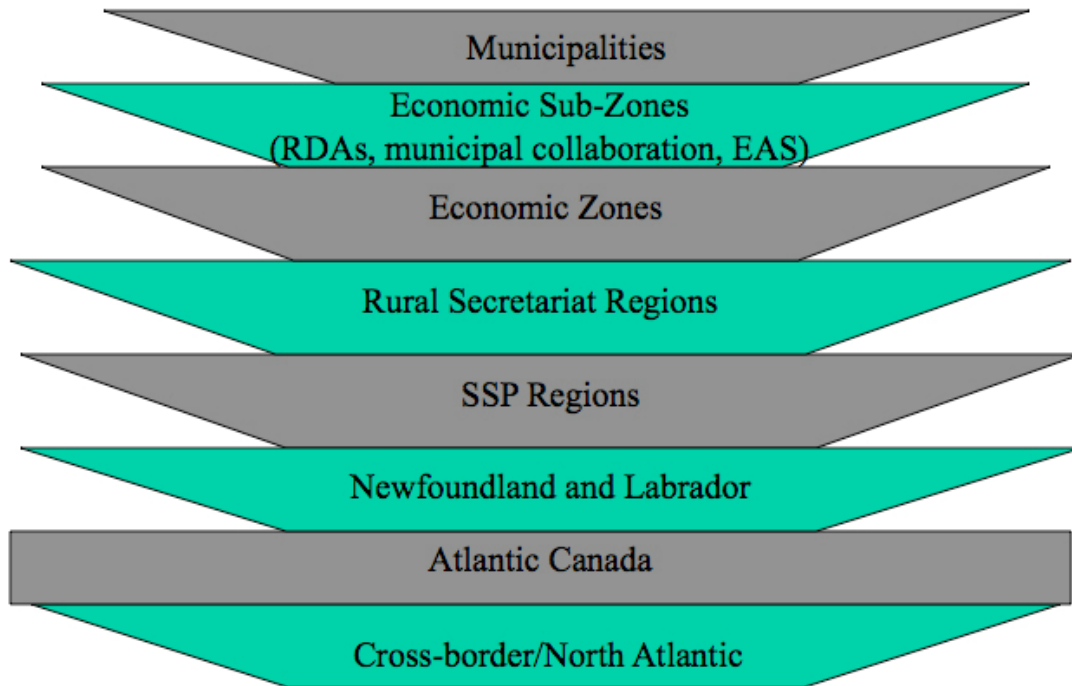 Municipalities
Economic Sub-Zones
(RDAs, municipal collaboration, EAS)
Economic Zones
Rural Secretariat Regions
SSP Regions
Newfoundland and Labrador
Atlantic Canada
Cross-border/North Atlantic